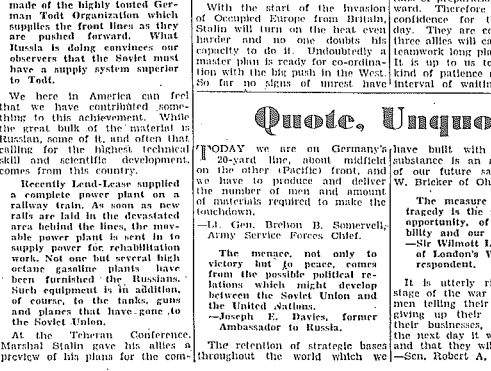 made of the highly touted Ger-
man Todt Organization which
supplies the front lines as they
are pushed forward. What
Russia is doing convinces our
observers that the Soviet must
have a supply system superior
to Todt.
We here in America can feel
that we have contributed some-
thing to this achievement. While
the great bulk of the material is
Russian, some of it, and often that
calling for the highest technical
skill and scientific development,
comes from this country.
Recently Lend-Lease supplied
a complete power plant on a
railway train. As soon as new
rails are laid in the devastated
area behind the lines, the mov-
able power plant is sent in to
supply power for rehabilitation
work. Not one but several high
octane gasoline plants have
been furnished the Russians.
Such equipment is in addition,
of course, to the tanks, guns
and planes that have gone to
the Soviet Union.
At the Teheran Conference,
Marshal Stalin gave his allies a
preview of his plans for the com-
With the start of the invasion
of Occupied Europe from Britain,
Stalin will turn on the heat even
harder and no one doubts his
capacity to do it. Undoubtedly a
master plan is ready for co-ordina-
tion with the big push in the West.
So far no signs of unrest have
ward. Therefore
confidence for t
day. They are co
three allies will ca
teamwork long pla
It is up to us to
kind of patience
interval of waitin
Quote, Unquo
TODAY we are on Germany's
20-yard line, about midfield
on the other (Pacific) front, and
we have to produce and deliver
the number of men and amount
of materials required to make the
touchdown.
—Lt. Gen. Brehon B. Somervell,
Army Service Forces Chief.
The menace, not only to
victory but to peace, comes
from the possible political re-
lations which might develop
between the Soviet Union and
the United Nations.
—Joseph E. Davies, former
Ambassador to Russia.
The retention of strategic bases
throughout the world which we
have built with
substance is an
of our future sa
W. Bricker of Oh
The measure
tragedy is the
opportunity, of
bility and our
—Sir Wilmott L
of London's
respondent.
It is utterly ri
stage of the war
men telling their
giving up their
their businesses,
the next day it w
and that they wil
—Sen. Robert A.